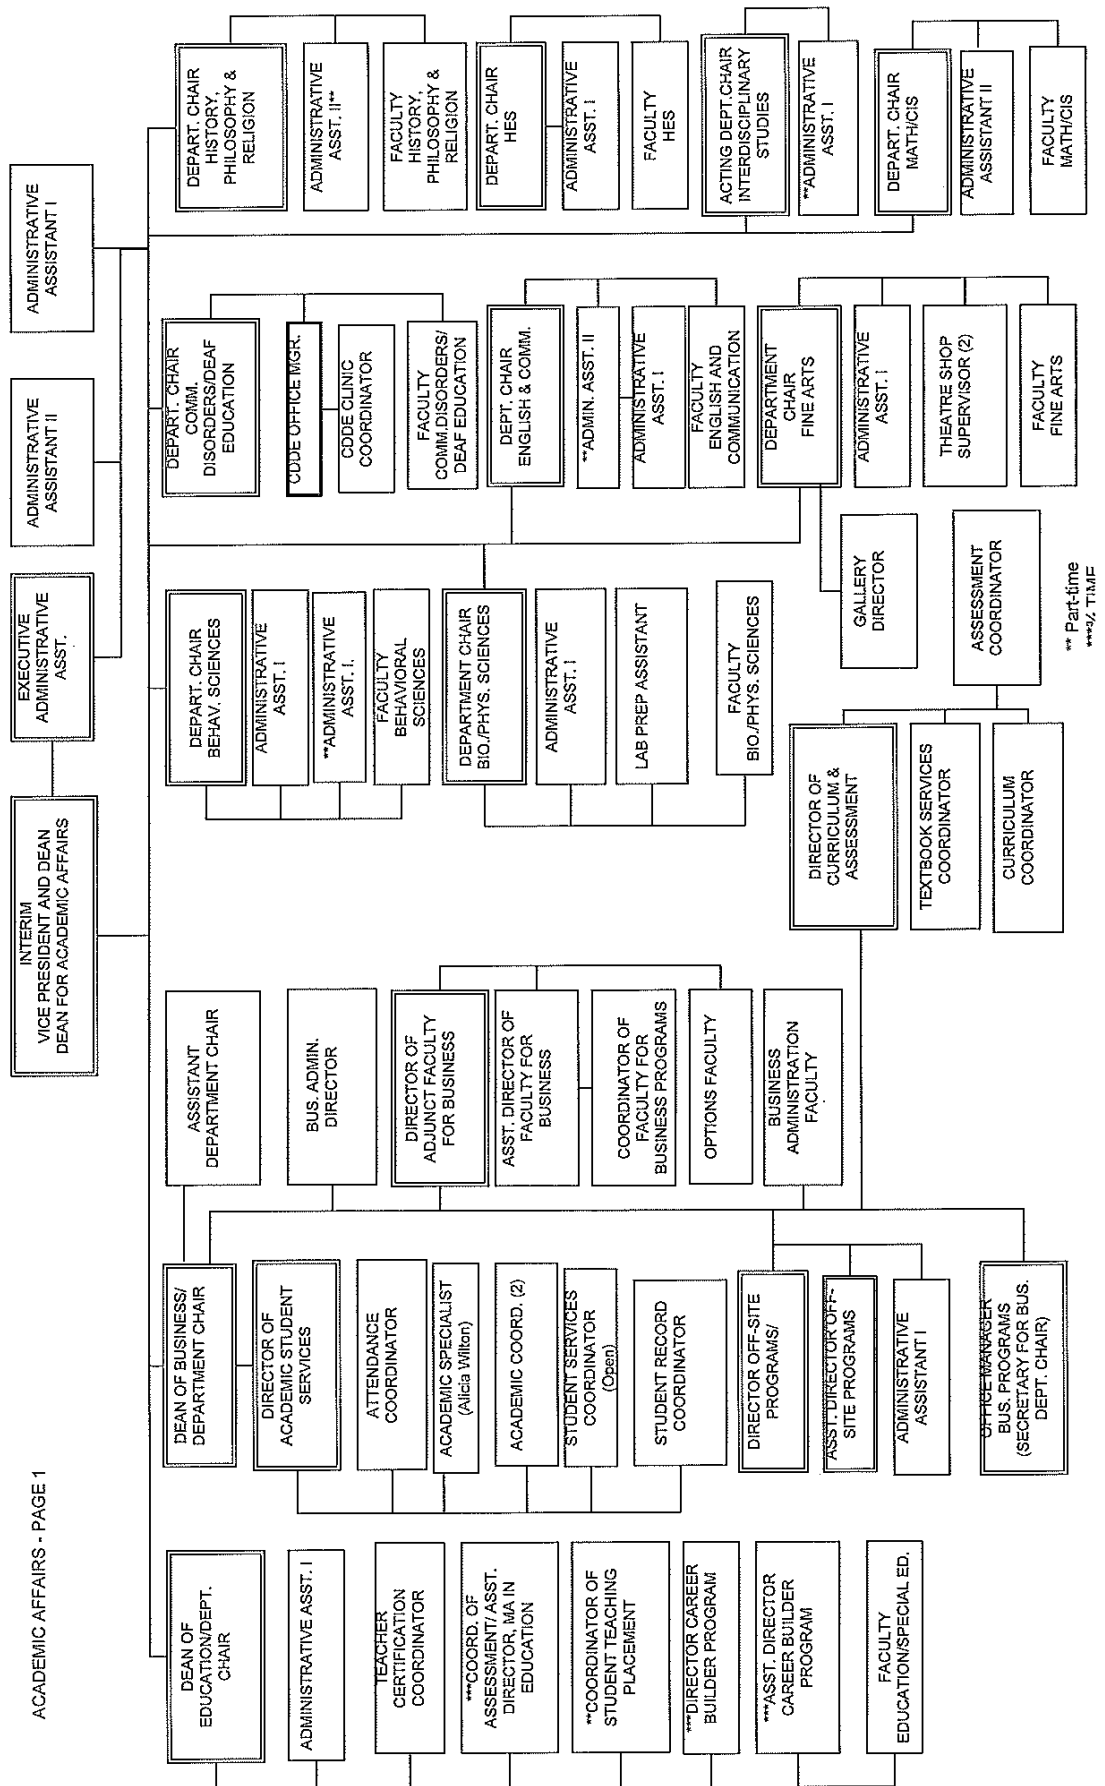 ACADEMIC AFFAIRS - PAGE 1
INTERIM
VICE PRESIDENT AND DEAN
DEAN FOR ACADEMIC AFFAIRS
EXECUTIVE
ADMINISTRATIVE
ASST.
ADMINISTRATIVE
ASSISTANT II
ADMINISTRATIVE
ASSISTANT I
DEAN OF
EDUCATION/DEPT.
CHAIR
ADMINISTRATIVE ASST. I
TEACHER
CERTIFICATION
COORDINATOR
***COORD. OF
ASSESSMENT/ ASST.
DIRECTOR, MA IN
EDUCATION
**COORDINATOR OF
STUDENT TEACHING
PLACEMENT
***DIRECTOR CAREER
BUILDER PROGRAM
***ASST. DIRECTOR
CAREER BUILDER
PROGRAM
FACULTY
EDUCATION/SPECIAL ED.
DEAN OF BUSINESS/
DEPARTMENT CHAIR
DIRECTOR OF
ACADEMIC STUDENT
SERVICES
ATTENDANCE
COORDINATOR
ACADEMIC SPECIALIST
(Alicia Wilton)
ACADEMIC COORD. (2)
STUDENT SERVICES
COORDINATOR
(Open)
STUDENT RECORD
COORDINATOR
DIRECTOR OFF-SITE
PROGRAMS/
ASST. DIRECTOR OFF-
SITE PROGRAMS
ADMINISTRATIVE
ASSISTANT I
OFFICE MANAGER
BUS. PROGRAMS
(SECRETARY FOR BUS.
DEPT. CHAIR)
ASSISTANT
DEPARTMENT CHAIR
BUS. ADMIN.
DIRECTOR
DIRECTOR OF
ADJUNCT FACULTY
FOR BUSINESS
ASST. DIRECTOR OF
FACULTY FOR
BUSINESS
COORDINATOR OF
FACULTY FOR
BUSINESS PROGRAMS
OPTIONS FACULTY
BUSINESS
ADMINISTRATION
FACULTY
DEPART. CHAIR
BEHAV. SCIENCES
ADMINISTRATIVE
ASST. I
**ADMINISTRATIVE
ASST. I.
FACULTY
BEHAVIORAL
SCIENCES
DEPARTMENT CHAIR
BIO./PHYS. SCIENCES
ADMINISTRATIVE
ASST. I
LAB PREP ASSISTANT
FACULTY
BIO./PHYS. SCIENCES
DIRECTOR OF
CURRICULUM &
ASSESSMENT
TEXTBOOK SERVICES
COORDINATOR
CURRICULUM
COORDINATOR
DEPART. CHAIR
COMM.
DISORDERS/DEAF
EDUCATION
CDDE OFFICE MGR.
CDDE CLINIC
COORDINATOR
FACULTY
COMM.DISORDERS/
DEAF EDUCATION
DEPT. CHAIR
ENGLISH & COMM.
**ADMIN. ASST. II
ADMINISTRATIVE
ASST. I
FACULTY
ENGLISH AND
COMMUNICATION
DEPARTMENT
CHAIR
FINE ARTS
ADMINISTRATIVE
ASST. I
THEATRE SHOP
SUPERVISOR (2)
FACULTY
FINE ARTS
GALLERY
DIRECTOR
ASSESSMENT
COORDINATOR
DEPART. CHAIR
HISTORY,
PHILOSOPHY &
RELIGION
ADMINISTRATIVE
ASST. II**
FACULTY
HISTORY,
PHILOSOPHY &
RELIGION
DEPART. CHAIR
HES
ADMINISTRATIVE
ASST. I
FACULTY
HES
ACTING DEPT.CHAIR
INTERDISCIPLINARY
STUDIES
**ADMINISTRATIVE
ASST. I
DEPART. CHAIR
MATH/CIS
ADMINISTRATIVE
ASSISTANT II
FACULTY
MATH/CIS
** Part-time
TIME